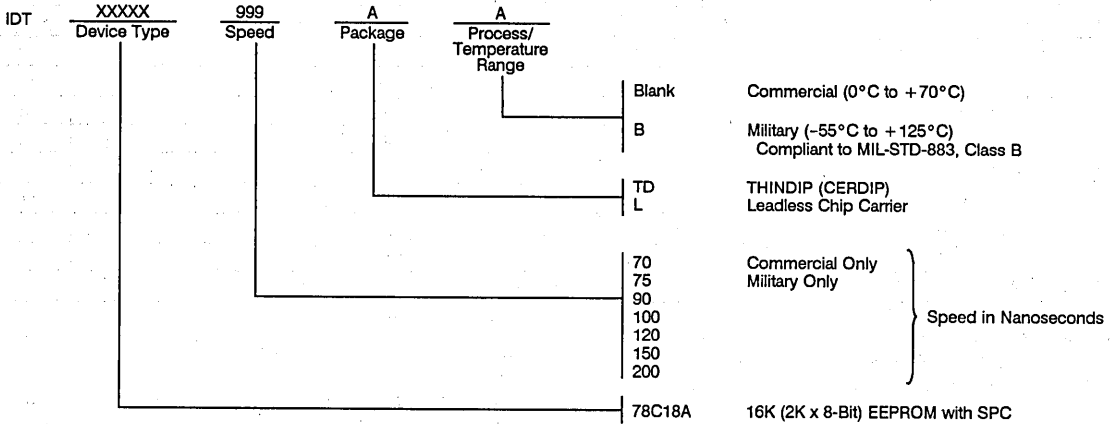 IDT XXXXX 999 A A
Device Type Speed Package Process/
Temperature
Range
Blank Commercial (0°C to +70°C)
B Military (–55°C to +125°C)
Compliant to MIL-STD-883, Class B
TD THINDIP (CERDIP)
L Leadless Chip Carrier
70 Commercial Only
75 Military Only
90
100
120
150
200
Speed in Nanoseconds
78C18A 16K (2K x 8-Bit) EEPROM with SPC